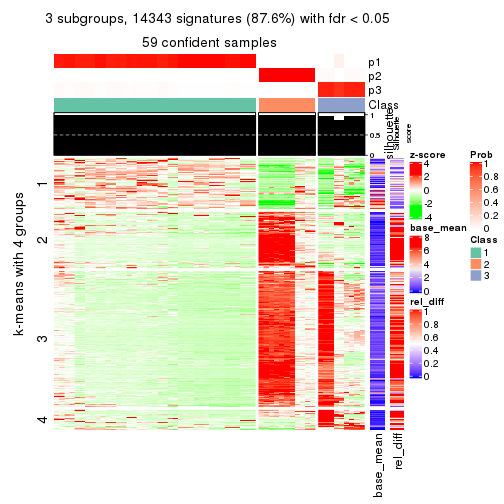 3 subgroups, 14343 signatures (87.6%) with fdr < 0.05
59 confident samples
p1
p2
p3
Class
1
0.5
0
silhouette
Silhouette
score
k-means with 4 groups
1
2
3
4
base_mean
rel_diff
z-score
4
2
0
-2
-4
base_mean
8
6
4
2
0
rel_diff
1
0.8
0.6
0.4
0.2
0
Prob
1
0.8
0.6
0.4
0.2
0
Class
1
2
3